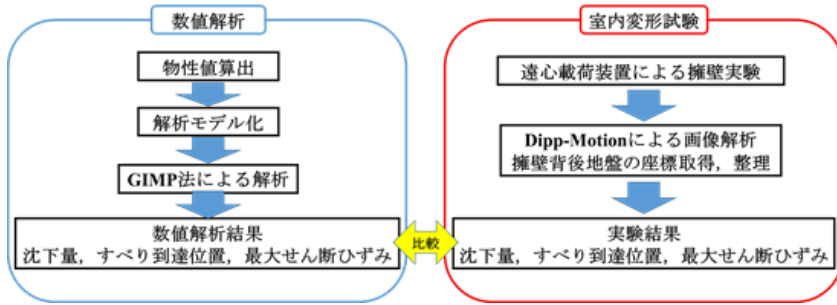 数値解析
物性値算出
解析モデル化
GIMP法による解析
数値解析結果
沈下量，すべり到達位置，最大せん断ひずみ
比較
室内変形試験
遠心載荷装置による擁壁実験
Dipp-Motionによる画像解析
擁壁背後地盤の座標取得，整理
実験結果
沈下量，すべり到達位置，最大せん断ひずみ